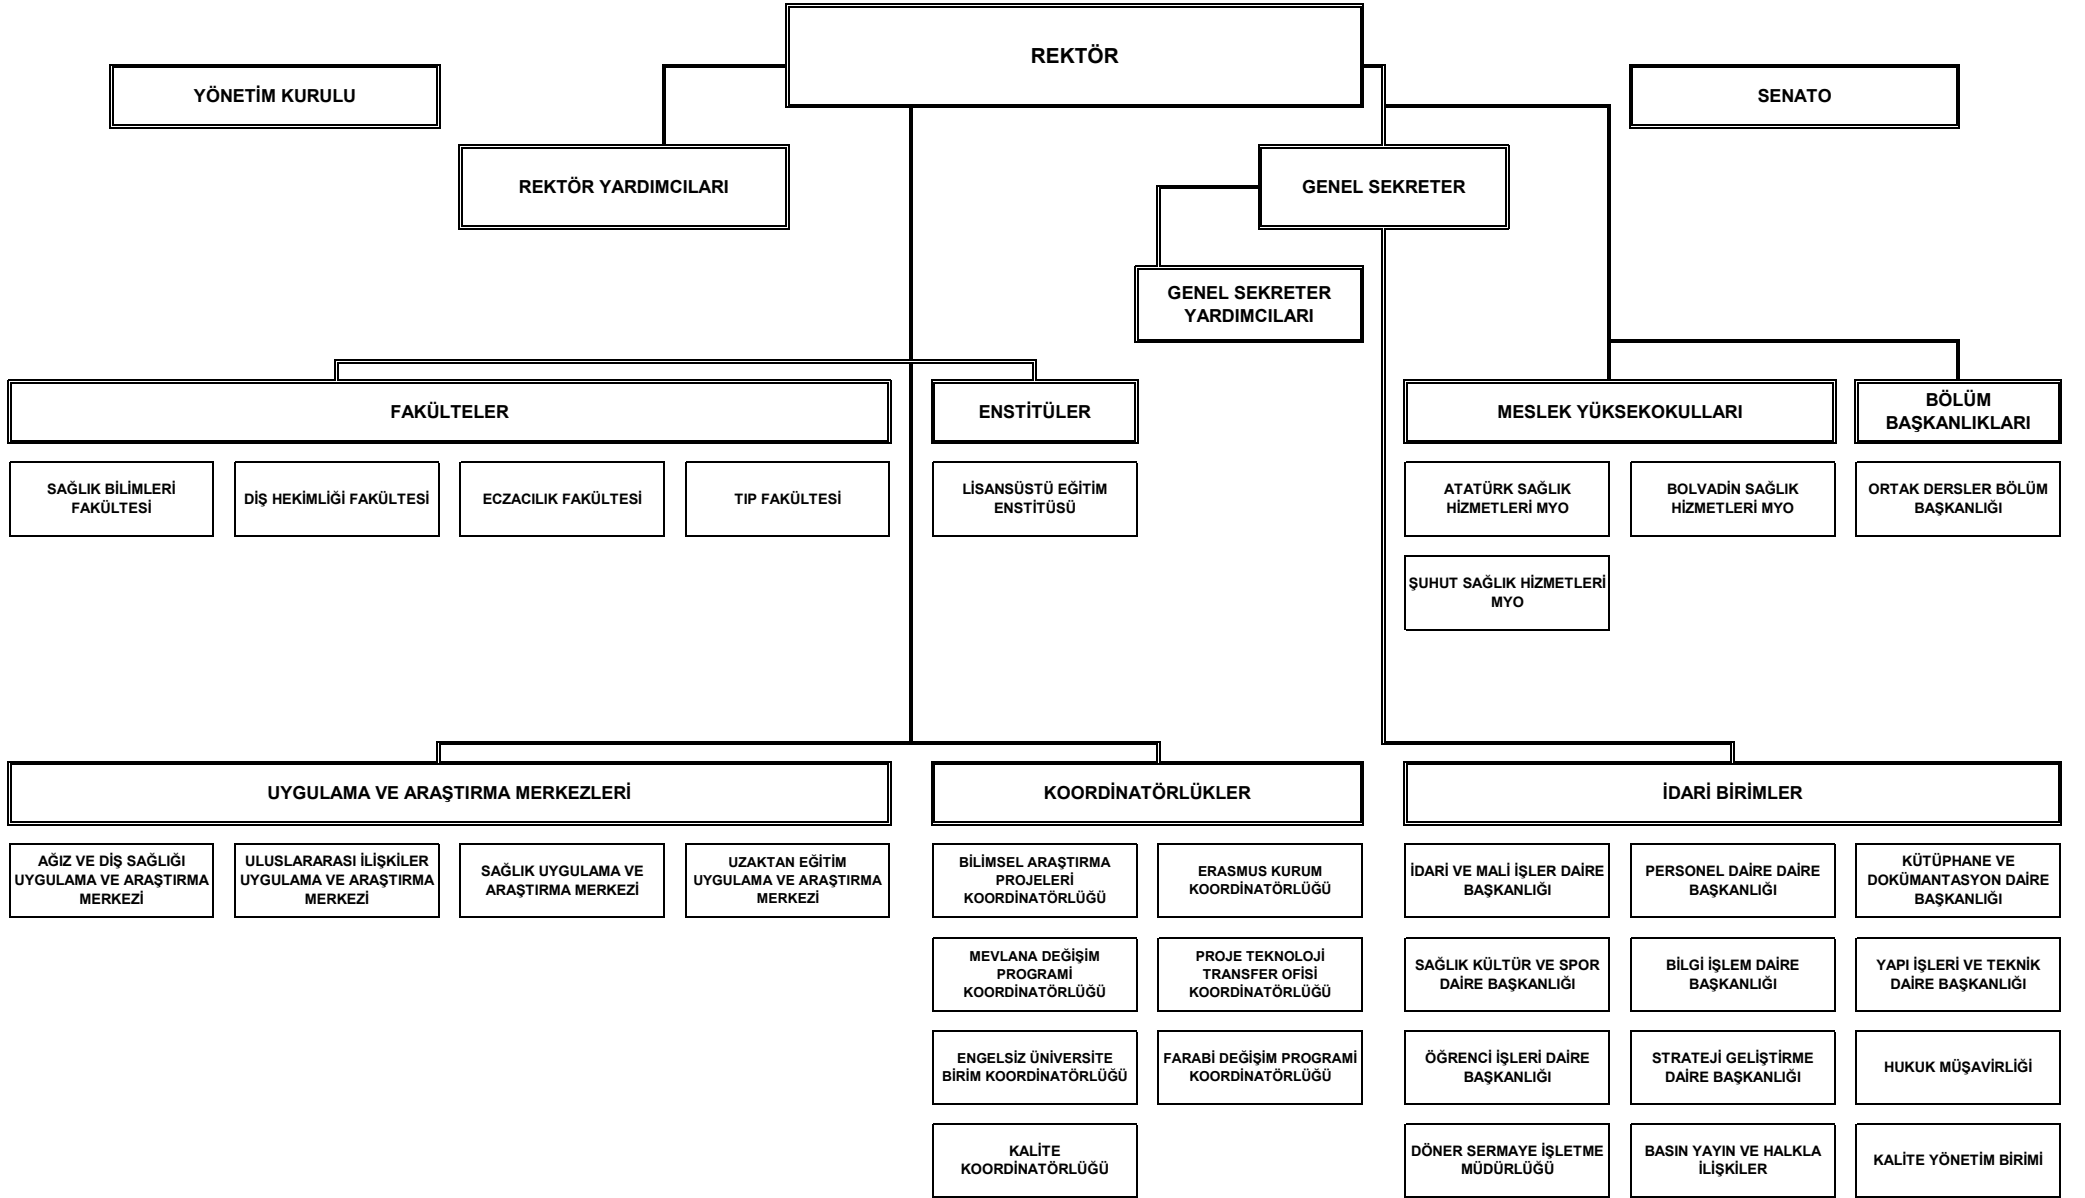 REKTÖR
YÖNETİM KURULU
SENATO
REKTÖR YARDIMCILARI
GENEL SEKRETER
GENEL SEKRETER
YARDIMCILARI
FAKÜLTELER
ENSTİTÜLER
MESLEK YÜKSEKOKULLARI
BÖLÜM
BAŞKANLIKLARI
SAĞLIK BİLİMLERİ
FAKÜLTESİ
DİŞ HEKİMLİĞİ FAKÜLTESİ
ECZACILIK FAKÜLTESİ
TIP FAKÜLTESİ
LİSANSÜSTÜ EĞİTİM
ENSTİTÜSÜ
ATATÜRK SAĞLIK
HİZMETLERİ MYO
BOLVADİN SAĞLIK
HİZMETLERİ MYO
ORTAK DERSLER BÖLÜM
BAŞKANLIĞI
ŞUHUT SAĞLIK HİZMETLERİ
MYO
UYGULAMA VE ARAŞTIRMA MERKEZLERİ
KOORDİNATÖRLÜKLER
İDARİ BİRİMLER
AĞIZ VE DİŞ SAĞLIĞI
UYGULAMA VE ARAŞTIRMA
MERKEZİ
ULUSLARARASI İLİŞKİLER
UYGULAMA VE ARAŞTIRMA
MERKEZİ
SAĞLIK UYGULAMA VE
ARAŞTIRMA MERKEZİ
UZAKTAN EĞİTİM
UYGULAMA VE ARAŞTIRMA
MERKEZİ
BİLİMSEL ARAŞTIRMA
PROJELERİ
KOORDİNATÖRLÜĞÜ
ERASMUS KURUM
KOORDİNATÖRLÜĞÜ
İDARİ VE MALİ İŞLER DAİRE
BAŞKANLIĞI
PERSONEL DAİRE DAİRE
BAŞKANLIĞI
KÜTÜPHANE VE
DOKÜMANTASYON DAİRE
BAŞKANLIĞI
MEVLANA DEĞİŞİM
PROGRAMİ
KOORDİNATÖRLÜĞÜ
PROJE TEKNOLOJİ
TRANSFER OFİSİ
KOORDİNATÖRLÜĞÜ
SAĞLIK KÜLTÜR VE SPOR
DAİRE BAŞKANLIĞI
BİLGİ İŞLEM DAİRE
BAŞKANLIĞI
YAPI İŞLERİ VE TEKNİK
DAİRE BAŞKANLIĞI
ENGELSİZ ÜNİVERSİTE
BİRİM KOORDİNATÖRLÜĞÜ
FARABİ DEĞİŞİM PROGRAMİ
KOORDİNATÖRLÜĞÜ
ÖĞRENCİ İŞLERİ DAİRE
BAŞKANLIĞI
STRATEJİ GELİŞTİRME
DAİRE BAŞKANLIĞI
HUKUK MÜŞAVİRLİĞİ
KALİTE
KOORDİNATÖRLÜĞÜ
DÖNER SERMAYE İŞLETME
MÜDÜRLÜĞÜ
BASIN YAYIN VE HALKLA
İLİŞKİLER
KALİTE YÖNETİM BİRİMİ